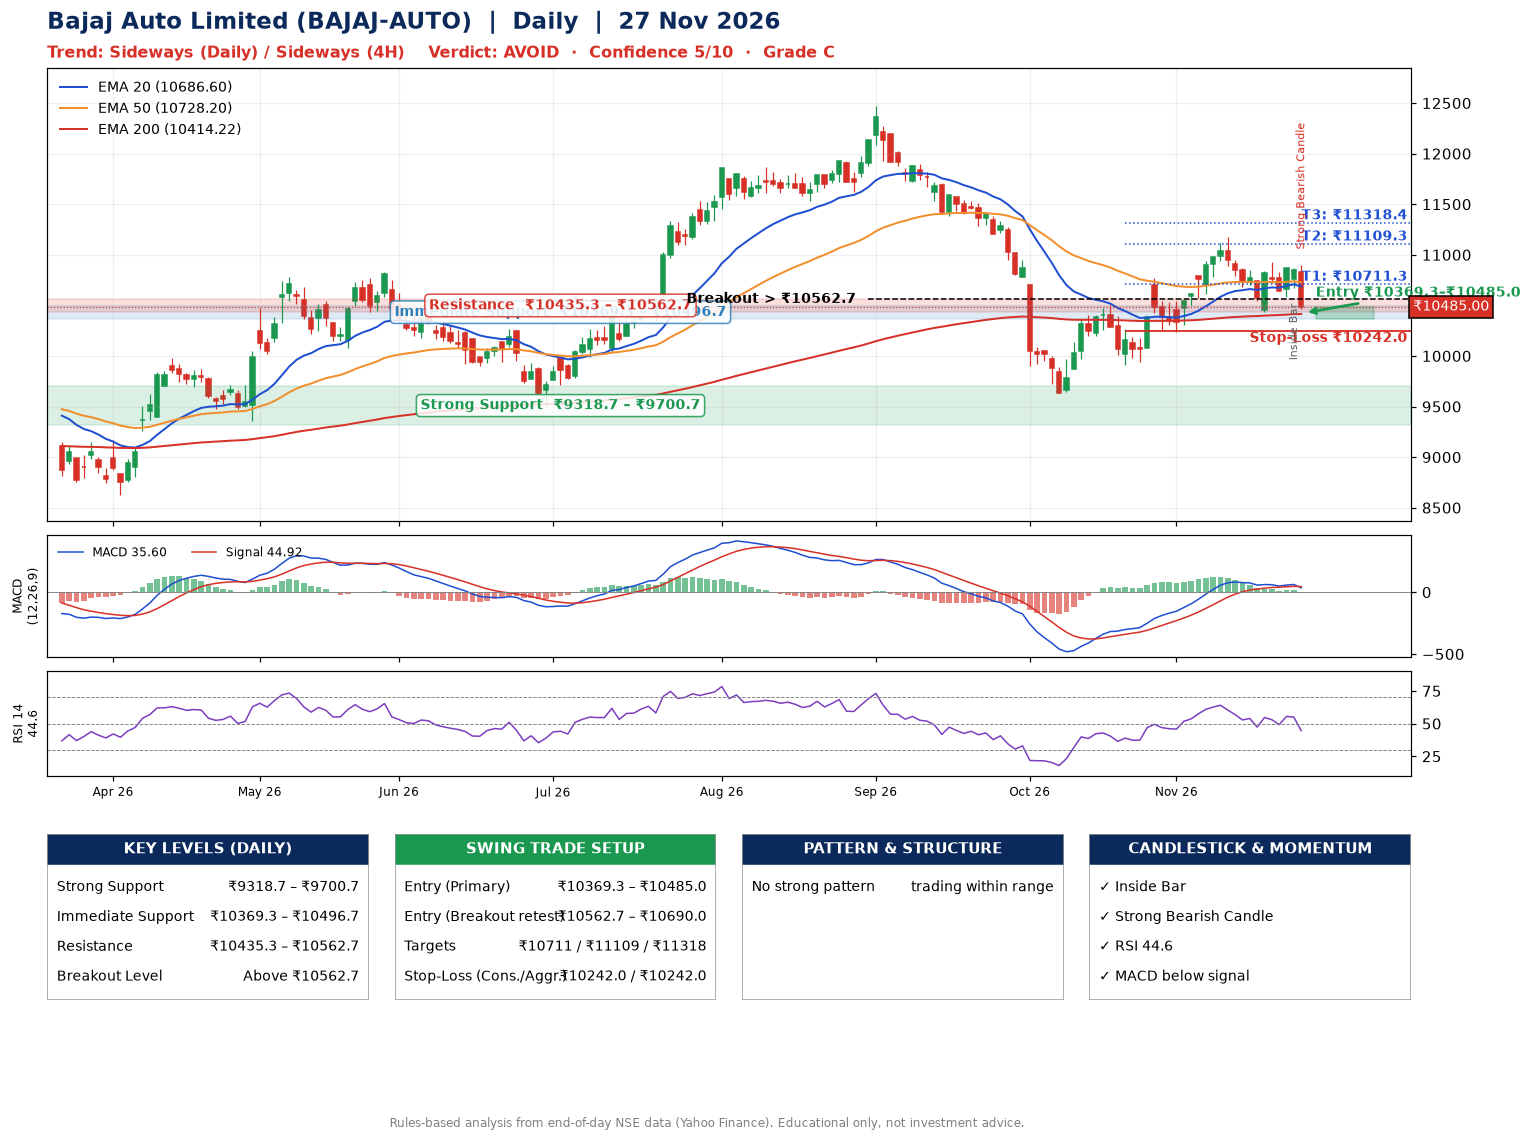 Bajaj Auto Limited (BAJAJ-AUTO) | Daily | 27 Nov 2026
Trend: Sideways (Daily) / Sideways (4H) Verdict: AVOID · Confidence 5/10 · Grade C
EMA 20 (10686.60)
EMA 50 (10728.20)
EMA 200 (10414.22)
12500
12000
11500
11000
10000
9500
9000
8500
Strong Bearish Candle
Inside Bar
T3: ₹11318.4
T2: ₹11109.3
T1: ₹10711.3
Entry ₹10369.3–₹10485.0
₹10485.00
Breakout > ₹10562.7
Resistance ₹10435.3 – ₹10562.7
Stop-Loss ₹10242.0
Strong Support ₹9318.7 – ₹9700.7
MACD 35.60
Signal 44.92
MACD
(12,26,9)
0
−500
RSI 14
44.6
75
50
25
Apr 26
May 26
Jun 26
Jul 26
Aug 26
Sep 26
Oct 26
Nov 26
KEY LEVELS (DAILY)
Strong Support ₹9318.7 – ₹9700.7
Immediate Support ₹10369.3 – ₹10496.7
Resistance ₹10435.3 – ₹10562.7
Breakout Level Above ₹10562.7
SWING TRADE SETUP
Entry (Primary) ₹10369.3 – ₹10485.0
Entry (Breakout retest) ₹10562.7 – ₹10690.0
Targets ₹10711 / ₹11109 / ₹11318
Stop-Loss (Cons./Aggr.) ₹10242.0 / ₹10242.0
PATTERN & STRUCTURE
No strong pattern trading within range
CANDLESTICK & MOMENTUM
✓ Inside Bar
✓ Strong Bearish Candle
✓ RSI 44.6
✓ MACD below signal
Rules-based analysis from end-of-day NSE data (Yahoo Finance). Educational only, not investment advice.